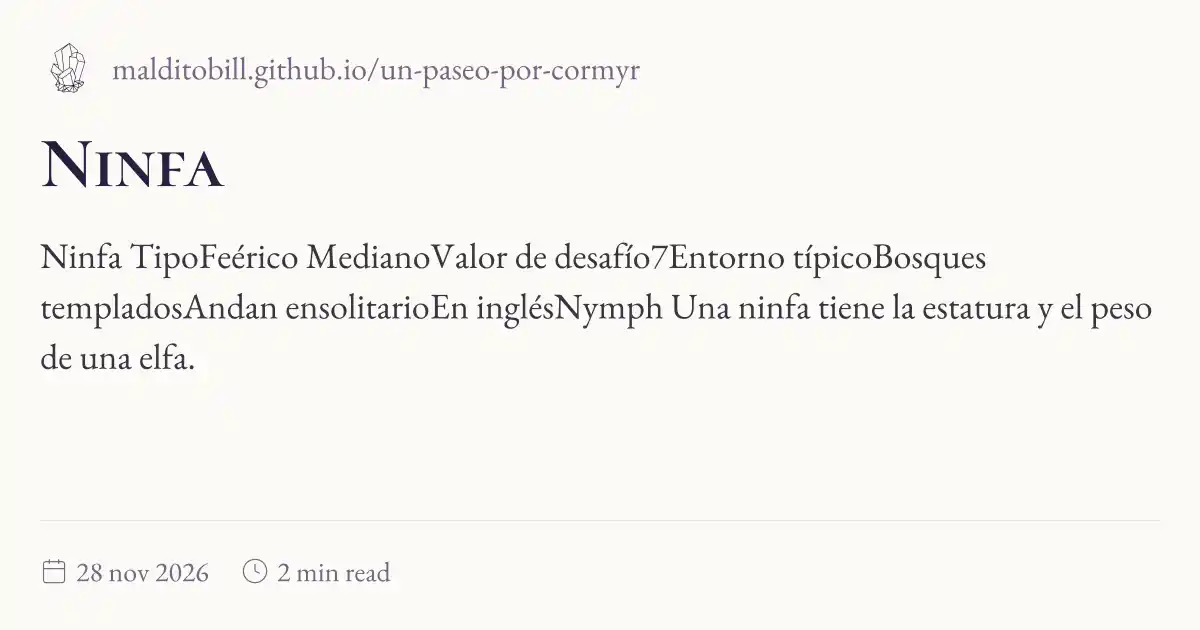 malditobill.github.io/un-paseo-por-cormyr
Ninfa
Ninfa TipoFeérico MedianoValor de desafío7Entorno típicoBosques
templadosAndan ensolitarioEn inglésNymph Una ninfa tiene la estatura y el peso
de una elfa.
28 nov 2026 2 min read